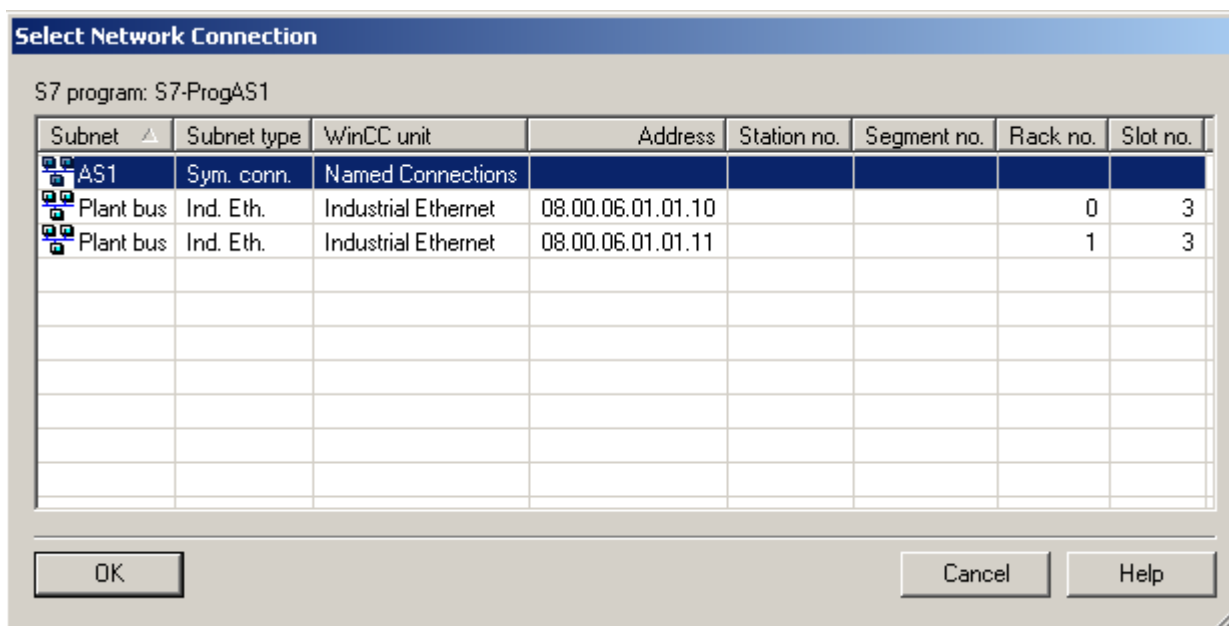 Select Network Connection
S7 program: S7-ProgAS1
Subnet Subnet type WinCC unit Address Station no. Segment no. Rack no. Slot no.
AS1 Sym. conn. Named Connections
Plant bus Ind. Eth. Industrial Ethernet 08.00.06.01.01.10 0 3
Plant bus Ind. Eth. Industrial Ethernet 08.00.06.01.01.11 1 3
OK Cancel Help